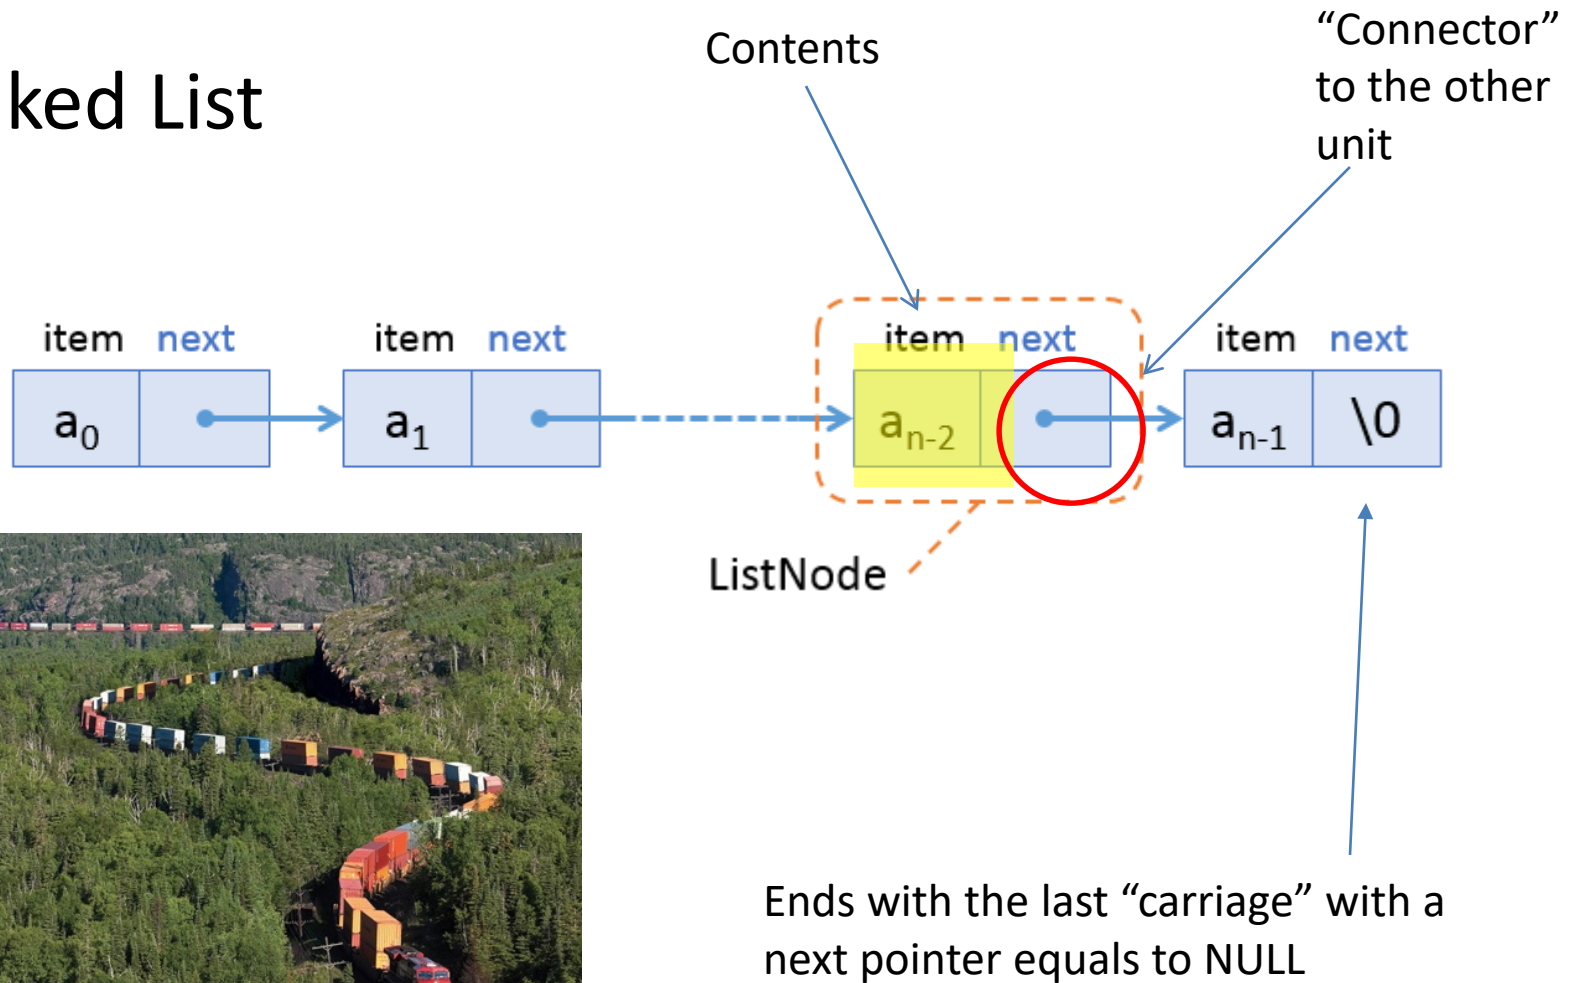 ked List
Contents
“Connector”
to the other
unit
item next item next item next item next
a₀ a₁ aₙ₋₂ aₙ₋₁ \0
ListNode
Ends with the last “carriage” with a
next pointer equals to NULL